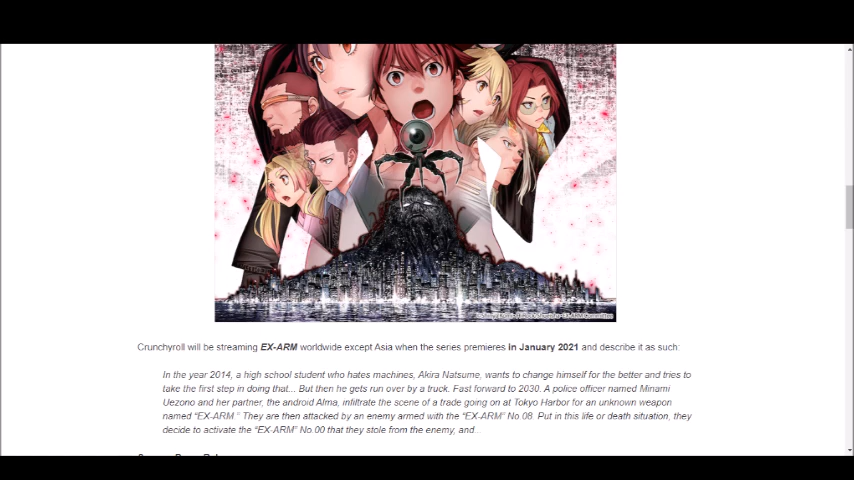 EX-ARM Committee
Crunchyroll will be streaming EX-ARM worldwide except Asia when the series premieres in January 2021 and describe it as such:
In the year 2014, a high school student who hates machines, Akira Natsume, wants to change himself for the better and tries to
take the first step in doing that... But then he gets run over by a truck. Fast forward to 2030. A police officer named Minami
Uezono and her partner, the android Alma, infiltrate the scene of a trade going on at Tokyo Harbor for an unknown weapon
named “EX-ARM.” They are then attacked by an enemy armed with the “EX-ARM” No.08. Put in this life or death situation, they
decide to activate the “EX-ARM” No.00 that they stole from the enemy, and...